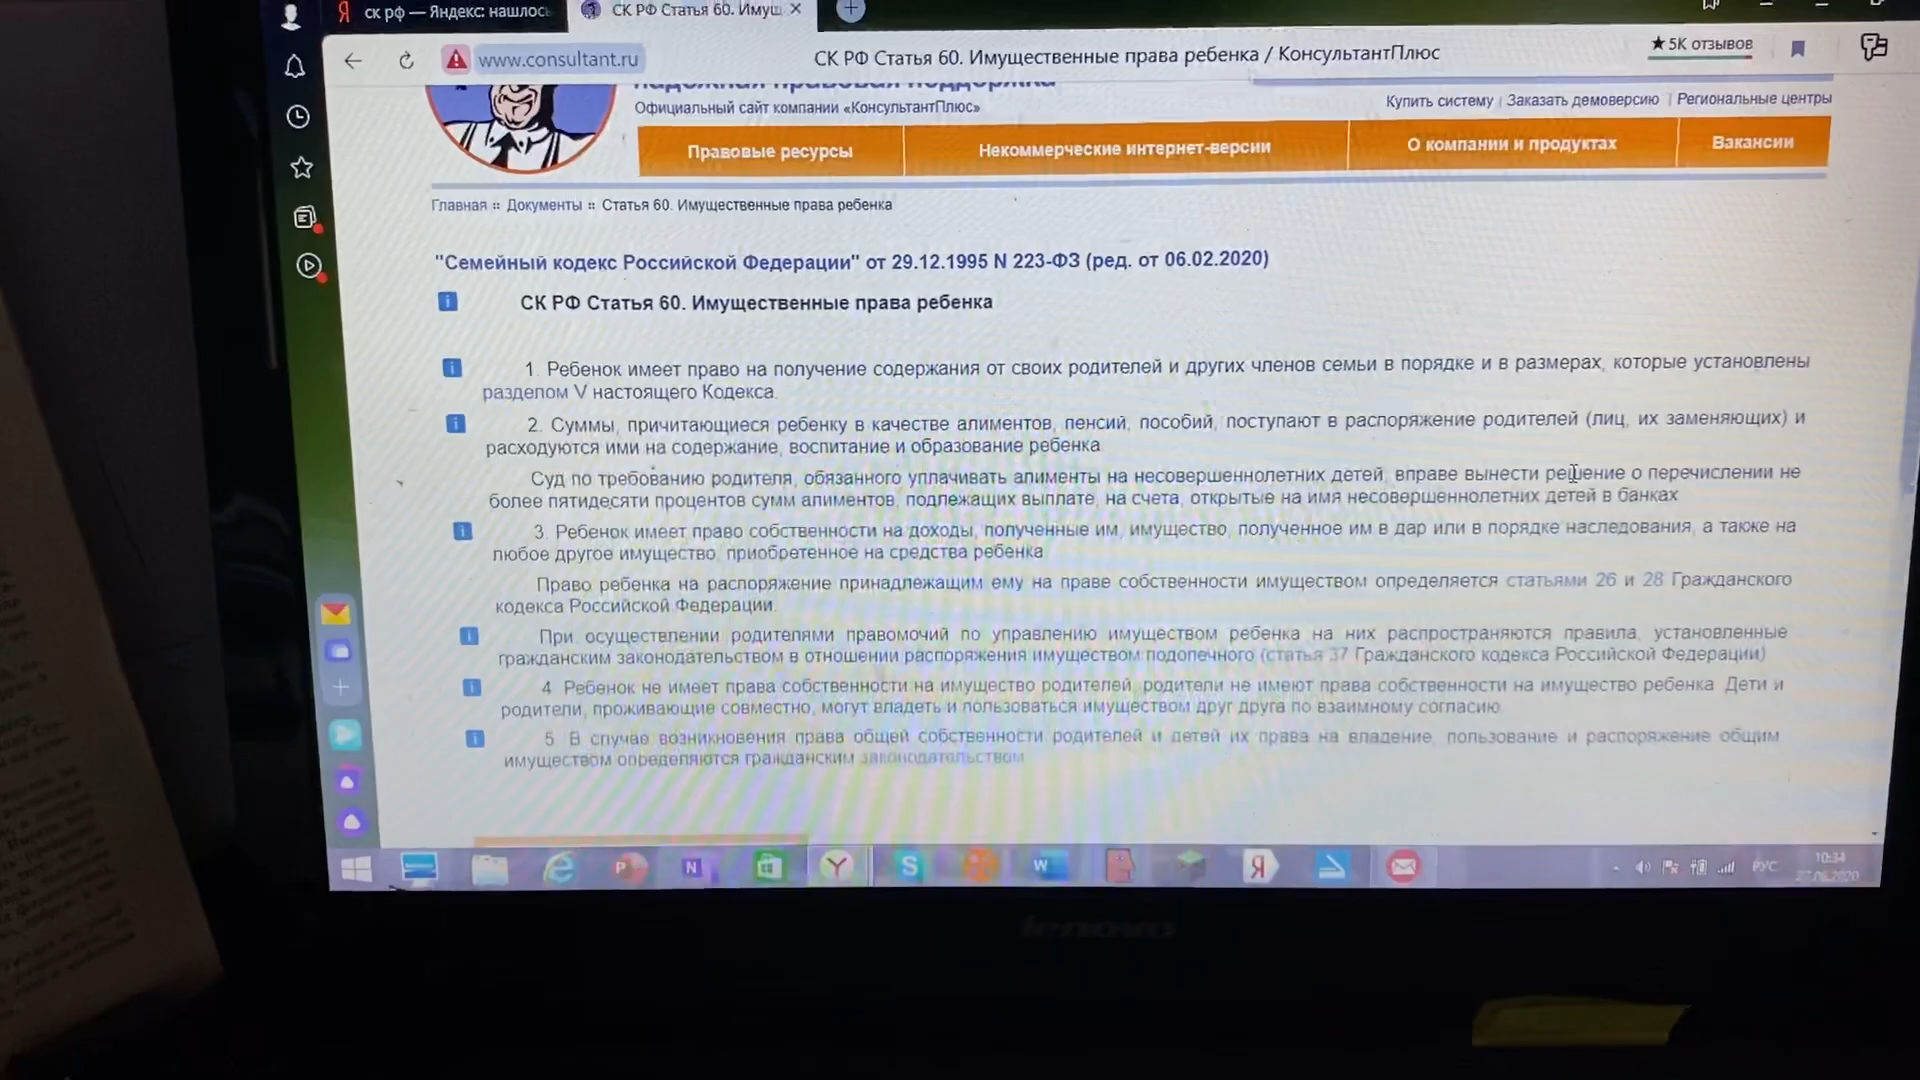 ск рф — Яндекс: нашлось
СК РФ Статья 60. Имущ
www.consultant.ru
СК РФ Статья 60. Имущественные права ребенка / КонсультантПлюс
★5K отзывов
надежная правовая поддержка
Официальный сайт компании «КонсультантПлюс»
Купить систему | Заказать демоверсию | Региональные центры
Правовые ресурсы
Некоммерческие интернет-версии
О компании и продуктах
Вакансии
Главная :: Документы :: Статья 60. Имущественные права ребенка
"Семейный кодекс Российской Федерации" от 29.12.1995 N 223-ФЗ (ред. от 06.02.2020)
СК РФ Статья 60. Имущественные права ребенка
1. Ребенок имеет право на получение содержания от своих родителей и других членов семьи в порядке и в размерах, которые установлены
разделом V настоящего Кодекса.
2. Суммы, причитающиеся ребенку в качестве алиментов, пенсий, пособий, поступают в распоряжение родителей (лиц, их заменяющих) и
расходуются ими на содержание, воспитание и образование ребенка.
Суд по требованию родителя, обязанного уплачивать алименты на несовершеннолетних детей, вправе вынести решение о перечислении не
более пятидесяти процентов сумм алиментов, подлежащих выплате, на счета, открытые на имя несовершеннолетних детей в банках.
3. Ребенок имеет право собственности на доходы, полученные им, имущество, полученное им в дар или в порядке наследования, а также на
любое другое имущество, приобретенное на средства ребенка.
Право ребенка на распоряжение принадлежащим ему на праве собственности имуществом определяется статьями 26 и 28 Гражданского
кодекса Российской Федерации.
При осуществлении родителями правомочий по управлению имуществом ребенка на них распространяются правила, установленные
гражданским законодательством в отношении распоряжения имуществом подопечного (статья 37 Гражданского кодекса Российской Федерации).
4. Ребенок не имеет права собственности на имущество родителей, родители не имеют права собственности на имущество ребенка. Дети и
родители, проживающие совместно, могут владеть и пользоваться имуществом друг друга по взаимному согласию.
5. В случае возникновения права общей собственности родителей и детей их права на владение, пользование и распоряжение общим
имуществом определяются гражданским законодательством.
РУС
10:34
27.06.2020
lenovo